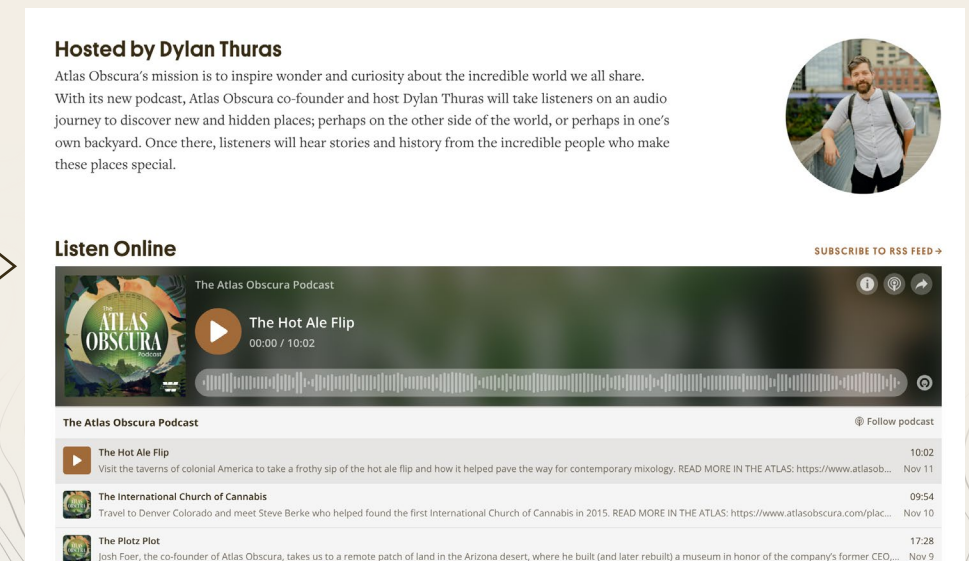 Hosted by Dylan Thuras
Atlas Obscura's mission is to inspire wonder and curiosity about the incredible world we all share.
With its new podcast, Atlas Obscura co-founder and host Dylan Thuras will take listeners on an audio
journey to discover new and hidden places; perhaps on the other side of the world, or perhaps in one's
own backyard. Once there, listeners will hear stories and history from the incredible people who make
these places special.
Listen Online
SUBSCRIBE TO RSS FEED →
The Atlas Obscura Podcast
The
ATLAS
OBSCURA
Podcast
The Hot Ale Flip
00:00 / 10:02
The Atlas Obscura Podcast
Follow podcast
The Hot Ale Flip
10:02
Visit the taverns of colonial America to take a frothy sip of the hot ale flip and how it helped pave the way for contemporary mixology. READ MORE IN THE ATLAS: https://www.atlasob...
Nov 11
The International Church of Cannabis
09:54
Travel to Denver Colorado and meet Steve Berke who helped found the first International Church of Cannabis in 2015. READ MORE IN THE ATLAS: https://www.atlasobscura.com/plac...
Nov 10
The Plotz Plot
17:28
Josh Foer, the co-founder of Atlas Obscura, takes us to a remote patch of land in the Arizona desert, where he built (and later rebuilt) a museum in honor of the company's former CEO,...
Nov 9